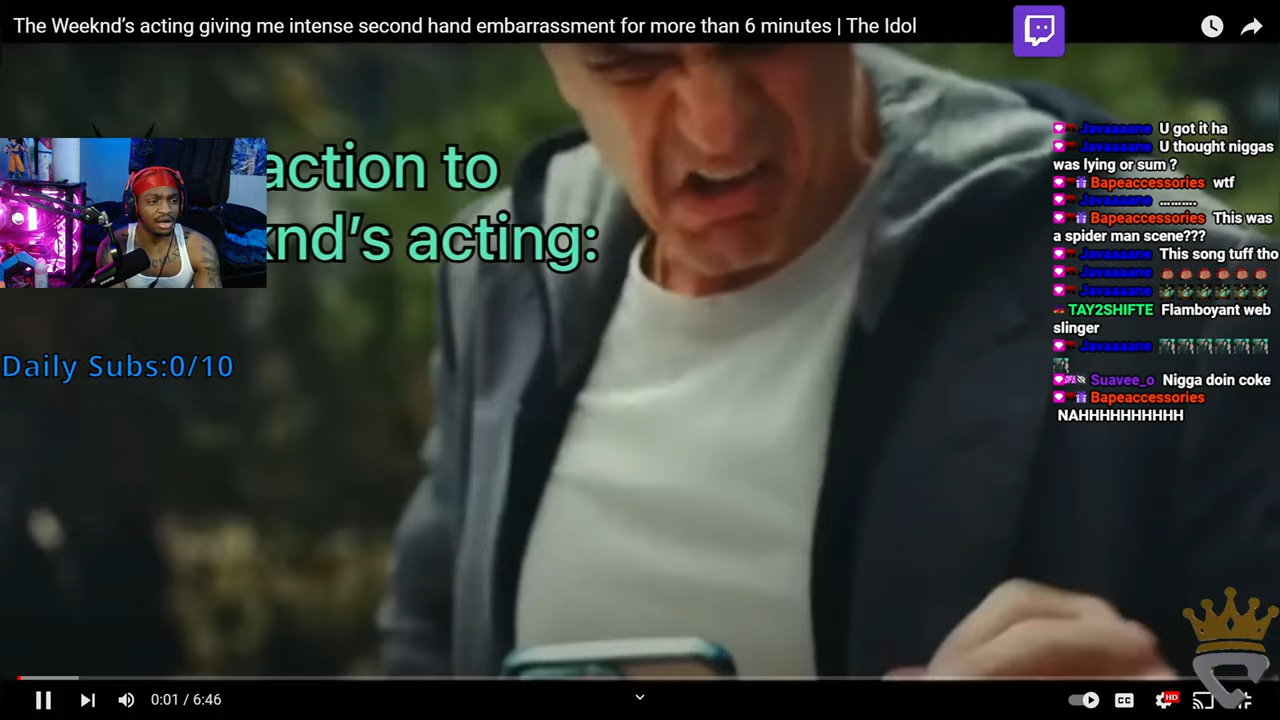 The Weeknd's acting giving me intense second hand embarrassment for more than 6 minutes | The Idol
action to
knd's acting:
Daily Subs:0/10
Javaaaane U got it ha
Javaaaane U thought niggas
was lying or sum ?
Bapeaccessories wtf
Javaaaane ..........
Bapeaccessories This was
a spider man scene???
Javaaaane This song tuff tho
Javaaaane
Javaaaane
TAY2SHIFTE Flamboyant web
slinger
Javaaaane
Suavee_o Nigga doin coke
Bapeaccessories
NAHHHHHHHHHH
0:01 / 6:46
CC
HD